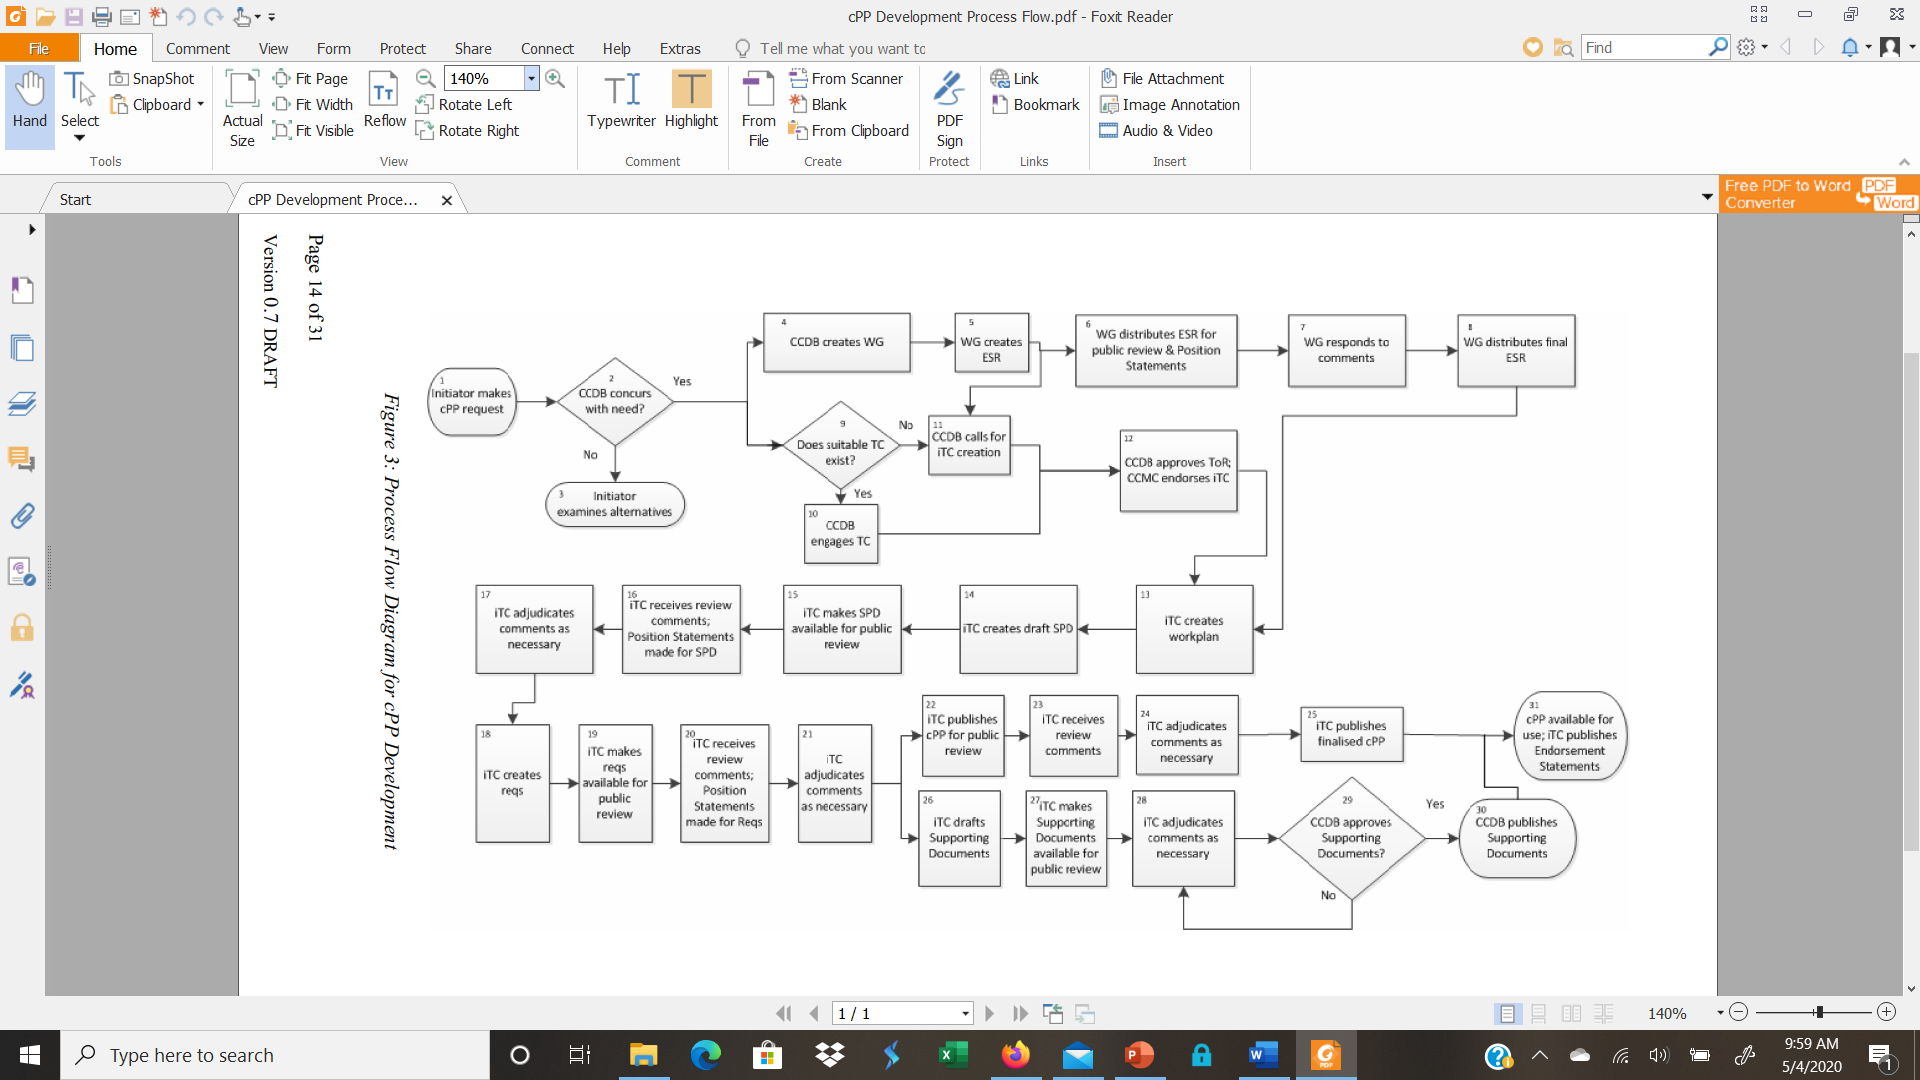 cPP Development Process Flow.pdf - Foxit Reader
File
Home
Comment
View
Form
Protect
Share
Connect
Help
Extras
Tell me what you want to
Find
Hand
Select
SnapShot
Clipboard
Tools
Actual
Size
Fit Page
Fit Width
Fit Visible
Reflow
140%
Rotate Left
Rotate Right
View
Typewriter
Highlight
Comment
From
File
From Scanner
Blank
From Clipboard
Create
PDF
Sign
Protect
Link
Bookmark
Links
File Attachment
Image Annotation
Audio & Video
Insert
Start
cPP Development Proce...
Free PDF to Word
Converter
PDF
Word
Page 14 of 31
Version 0.7 DRAFT
Figure 3: Process Flow Diagram for cPP Development
1
Initiator makes
cPP request
2
CCDB concurs
with need?
Yes
No
3
Initiator
examines alternatives
4
CCDB creates WG
5
WG creates
ESR
6
WG distributes ESR for
public review & Position
Statements
7
WG responds to
comments
8
WG distributes final
ESR
9
Does suitable TC
exist?
No
Yes
10
CCDB
engages TC
11
CCDB calls for
iTC creation
12
CCDB approves ToR;
CCMC endorses iTC
13
iTC creates
workplan
14
iTC creates draft SPD
15
iTC makes SPD
available for public
review
16
iTC receives review
comments;
Position Statements
made for SPD
17
iTC adjudicates
comments as
necessary
18
iTC creates
reqs
19
iTC makes
reqs
available for
public
review
20
iTC receives
review
comments;
Position
Statements
made for Reqs
21
iTC
adjudicates
comments
as necessary
22
iTC publishes
cPP for public
review
23
iTC receives
review
comments
24
iTC adjudicates
comments as
necessary
25
iTC publishes
finalised cPP
26
iTC drafts
Supporting
Documents
27
iTC makes
Supporting
Documents
available for
public review
28
iTC adjudicates
comments as
necessary
29
CCDB approves
Supporting
Documents?
Yes
No
30
CCDB publishes
Supporting
Documents
31
cPP available for
use; iTC publishes
Endorsement
Statements
1 / 1
140%
Type here to search
9:59 AM
5/4/2020
1